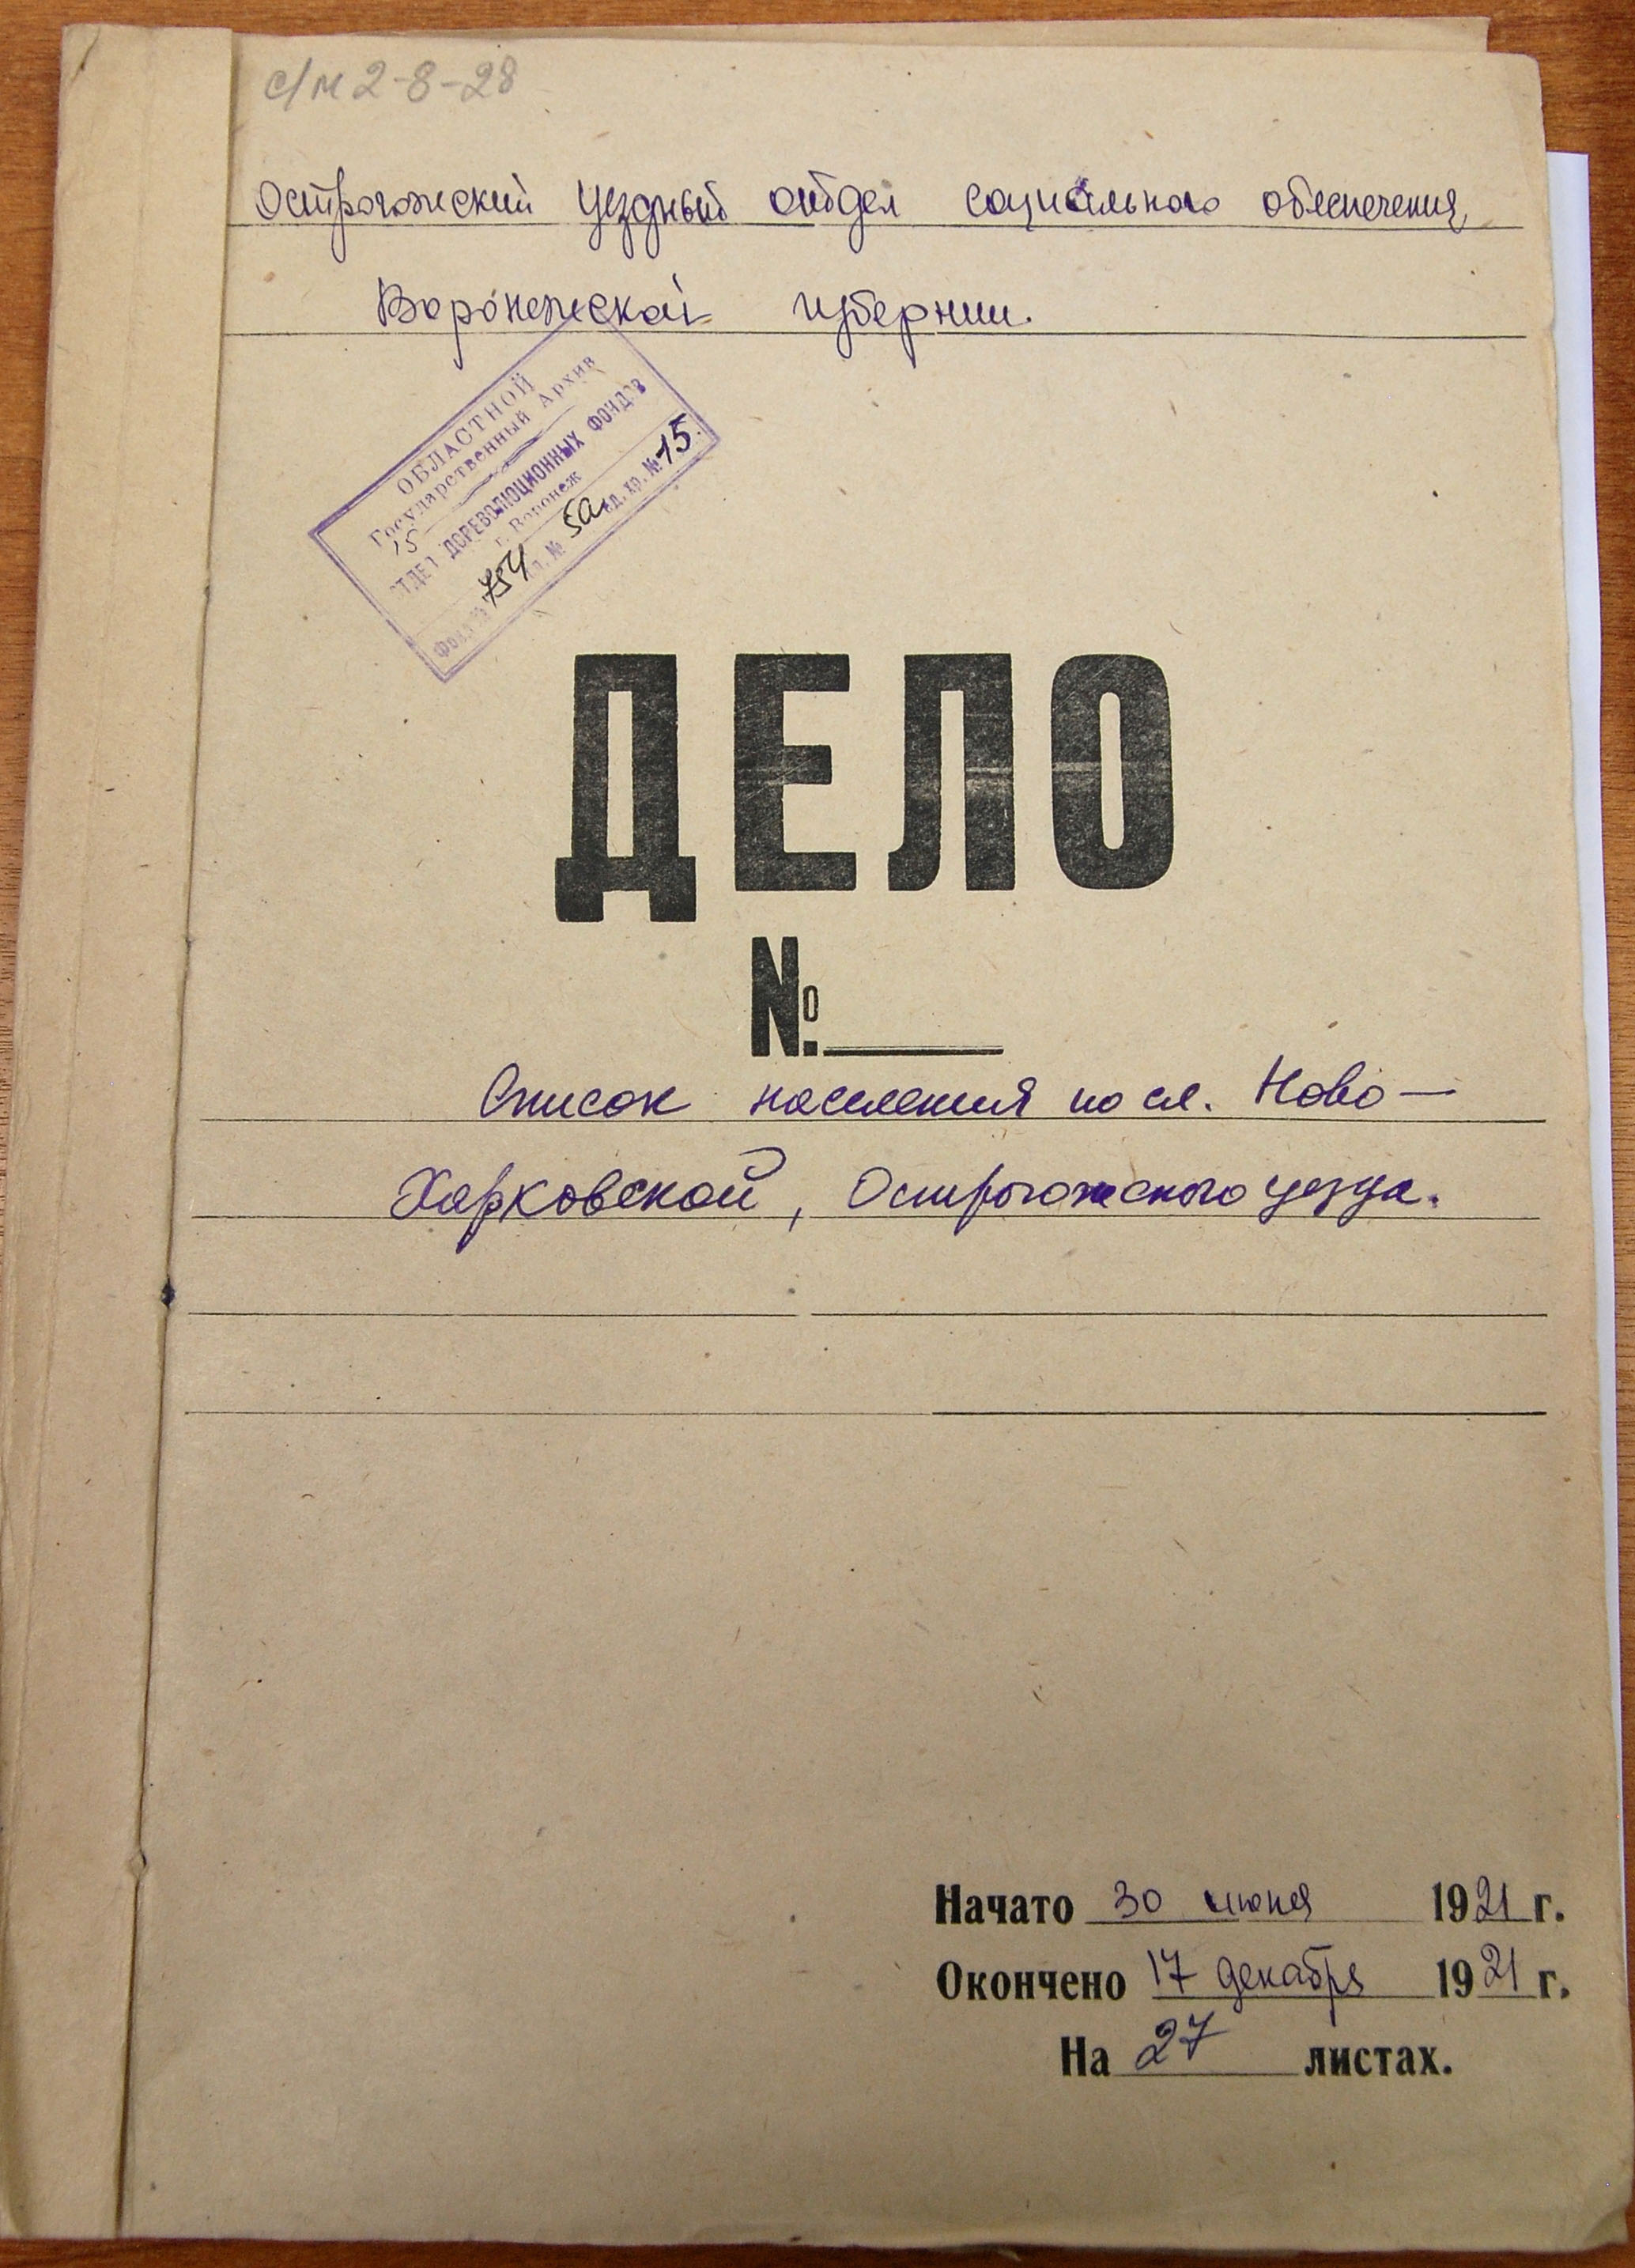 с/м 2-8-28
Острогожский уездный отдел социального обеспечения
Воронежской губернии.
ОБЛАСТНОЙ
Государственный Архив
15
ОТДЕЛ ДОРЕВОЛЮЦИОННЫХ ФОНДОВ
г. Воронеж
Фонд № 754 оп. № 5а ед. хр. № 15.
ДЕЛО
№
Список населения по сл. Ново—
Харковской, Острогожского уезда.
Начато 30 июня 1921 г.
Окончено 17 декабря 1921 г.
На 27 листах.